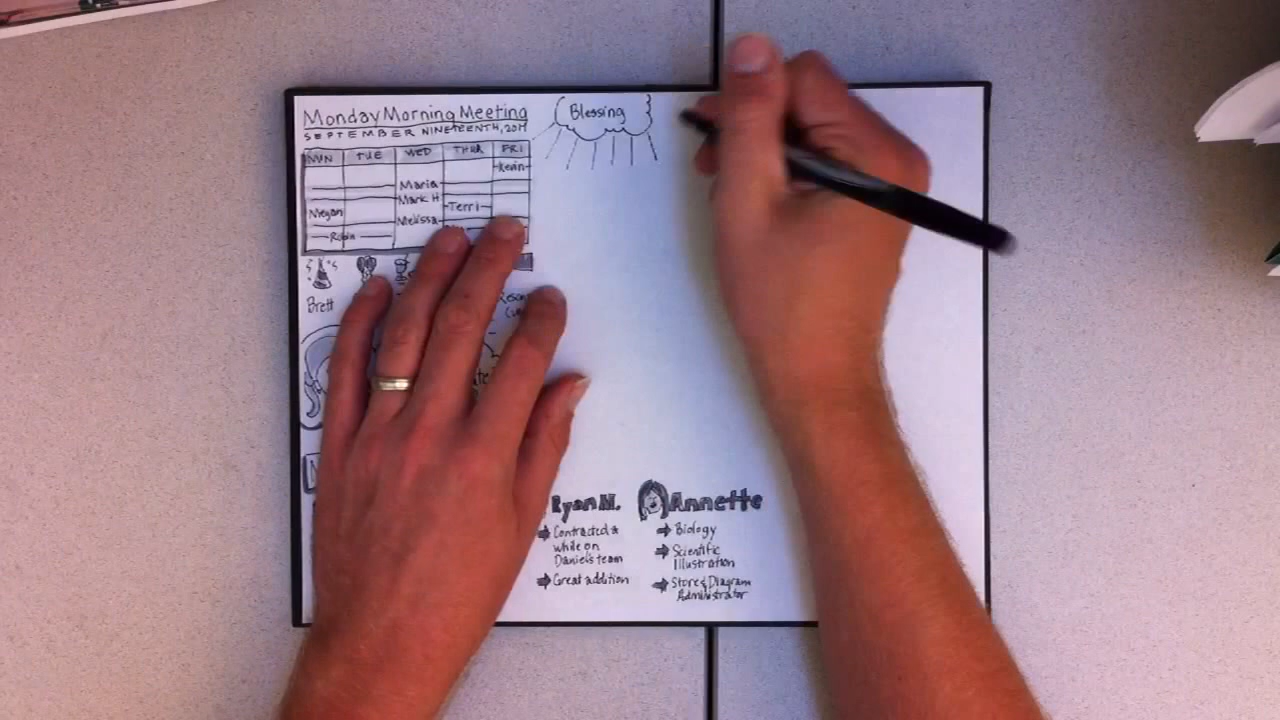 Monday Morning Meeting
SEPTEMBER NINETEENTH, 2011
MUN TUE WED THUR FRI
Kevin
Maria
Mark H
Megan
Terri
Melissa
Robin
Brett
Blessing
Ryan M.
Contracted a
while on
Daniel's team
Great addition
Annette
Biology
Scientific
Illustration
Store & Diagram
Administrator